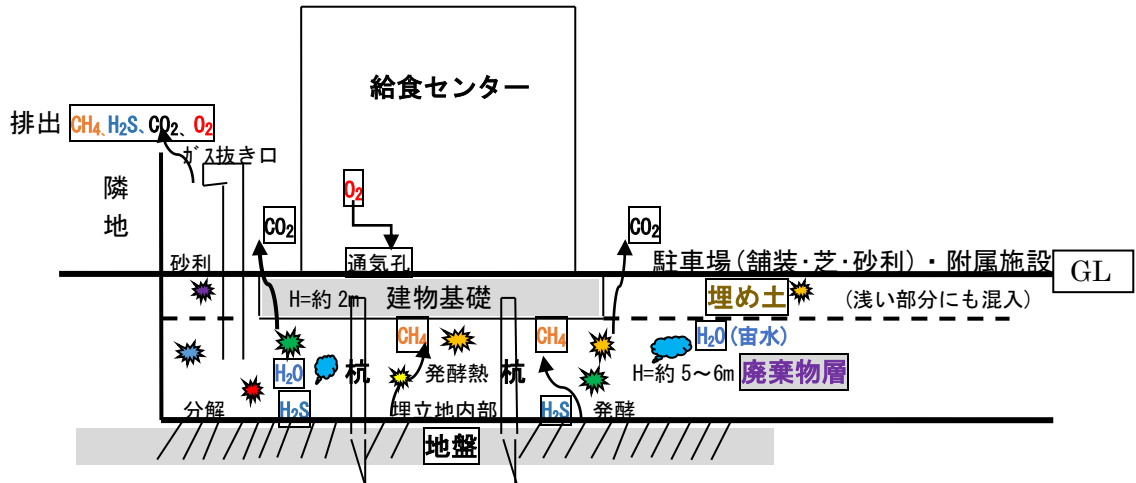 給食センター
排出 CH₄、H₂S、CO₂、O₂
ガス抜き口
隣地
O₂
CO₂
CO₂
砂利
通気孔
駐車場(舗装・芝・砂利)・附属施設
GL
H=約 2m
建物基礎
埋め土
(浅い部分にも混入)
CH₄
CH₄
H₂O(宙水)
H₂O
杭
発酵熱
杭
H=約 5～6m
廃棄物層
分解
H₂S
埋立地内部
H₂S
発酵
地盤